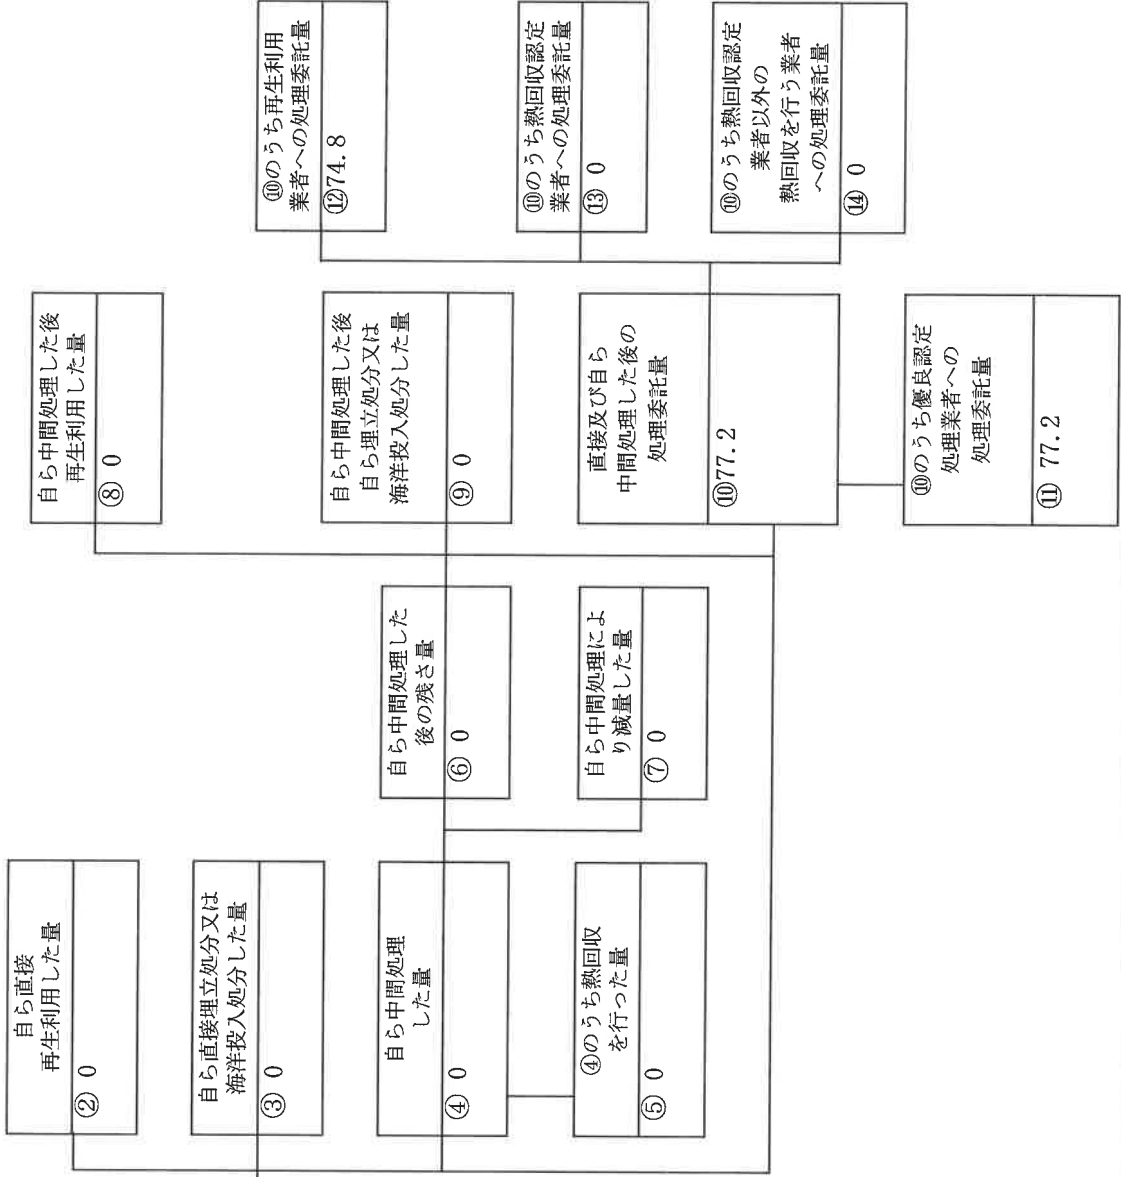 自ら直接
再生利用した量
② 0
自ら直接埋立処分又は
海洋投入処分した量
③ 0
自ら中間処理
した量
④ 0
④のうち熱回収
を行った量
⑤ 0
自ら中間処理した
後の残さ量
⑥ 0
自ら中間処理によ
り減量した量
⑦ 0
自ら中間処理した後
再生利用した量
⑧ 0
自ら中間処理した後
自ら埋立処分又は
海洋投入処分した量
⑨ 0
直接及び自ら
中間処理した後の
処理委託量
⑩77.2
⑩のうち優良認定
処理業者への
処理委託量
⑪ 77.2
⑩のうち再生利用
業者への処理委託量
⑫74.8
⑩のうち熱回収認定
業者への処理委託量
⑬ 0
⑩のうち熱回収認定
業者以外の
熱回収を行う業者
への処理委託量
⑭ 0